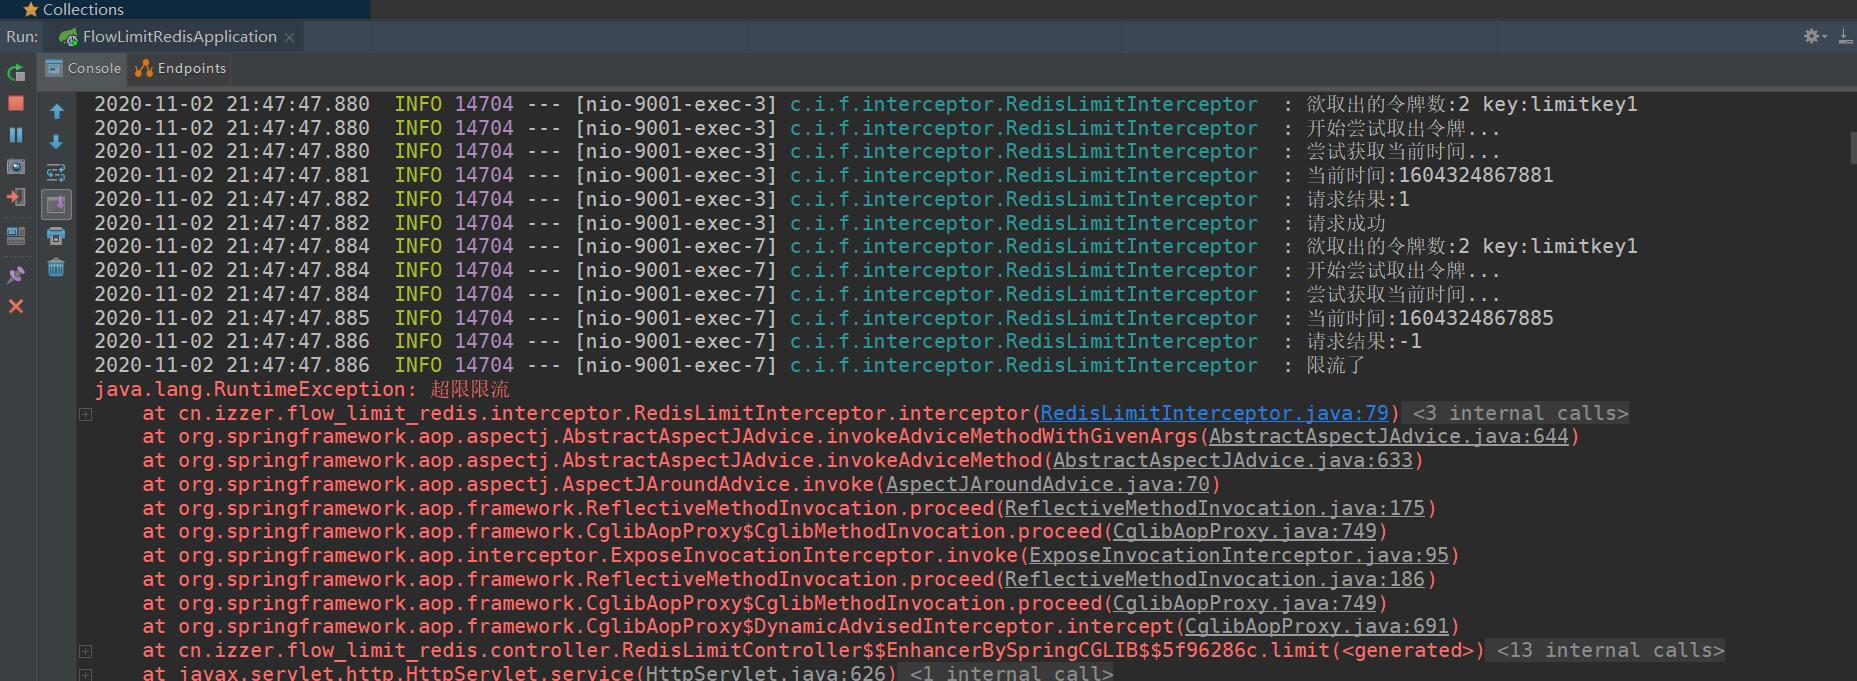 Collections
Run: FlowLimitRedisApplication
Console Endpoints
2020-11-02 21:47:47.880  INFO 14704 --- [nio-9001-exec-3] c.i.f.interceptor.RedisLimitInterceptor  : 欲取出的令牌数:2 key:limitkey1
2020-11-02 21:47:47.880  INFO 14704 --- [nio-9001-exec-3] c.i.f.interceptor.RedisLimitInterceptor  : 开始尝试取出令牌...
2020-11-02 21:47:47.880  INFO 14704 --- [nio-9001-exec-3] c.i.f.interceptor.RedisLimitInterceptor  : 尝试获取当前时间...
2020-11-02 21:47:47.881  INFO 14704 --- [nio-9001-exec-3] c.i.f.interceptor.RedisLimitInterceptor  : 当前时间:1604324867881
2020-11-02 21:47:47.882  INFO 14704 --- [nio-9001-exec-3] c.i.f.interceptor.RedisLimitInterceptor  : 请求结果:1
2020-11-02 21:47:47.882  INFO 14704 --- [nio-9001-exec-3] c.i.f.interceptor.RedisLimitInterceptor  : 请求成功
2020-11-02 21:47:47.884  INFO 14704 --- [nio-9001-exec-7] c.i.f.interceptor.RedisLimitInterceptor  : 欲取出的令牌数:2 key:limitkey1
2020-11-02 21:47:47.884  INFO 14704 --- [nio-9001-exec-7] c.i.f.interceptor.RedisLimitInterceptor  : 开始尝试取出令牌...
2020-11-02 21:47:47.884  INFO 14704 --- [nio-9001-exec-7] c.i.f.interceptor.RedisLimitInterceptor  : 尝试获取当前时间...
2020-11-02 21:47:47.885  INFO 14704 --- [nio-9001-exec-7] c.i.f.interceptor.RedisLimitInterceptor  : 当前时间:1604324867885
2020-11-02 21:47:47.886  INFO 14704 --- [nio-9001-exec-7] c.i.f.interceptor.RedisLimitInterceptor  : 请求结果:-1
2020-11-02 21:47:47.886  INFO 14704 --- [nio-9001-exec-7] c.i.f.interceptor.RedisLimitInterceptor  : 限流了
java.lang.RuntimeException: 超限限流
at cn.izzer.flow_limit_redis.interceptor.RedisLimitInterceptor.interceptor(RedisLimitInterceptor.java:79) <3 internal calls>
at org.springframework.aop.aspectj.AbstractAspectJAdvice.invokeAdviceMethodWithGivenArgs(AbstractAspectJAdvice.java:644)
at org.springframework.aop.aspectj.AbstractAspectJAdvice.invokeAdviceMethod(AbstractAspectJAdvice.java:633)
at org.springframework.aop.aspectj.AspectJAroundAdvice.invoke(AspectJAroundAdvice.java:70)
at org.springframework.aop.framework.ReflectiveMethodInvocation.proceed(ReflectiveMethodInvocation.java:175)
at org.springframework.aop.framework.CglibAopProxy$CglibMethodInvocation.proceed(CglibAopProxy.java:749)
at org.springframework.aop.interceptor.ExposeInvocationInterceptor.invoke(ExposeInvocationInterceptor.java:95)
at org.springframework.aop.framework.ReflectiveMethodInvocation.proceed(ReflectiveMethodInvocation.java:186)
at org.springframework.aop.framework.CglibAopProxy$CglibMethodInvocation.proceed(CglibAopProxy.java:749)
at org.springframework.aop.framework.CglibAopProxy$DynamicAdvisedInterceptor.intercept(CglibAopProxy.java:691)
at cn.izzer.flow_limit_redis.controller.RedisLimitController$$EnhancerBySpringCGLIB$$5f96286c.limit(<generated>) <13 internal calls>
at javax.servlet.http.HttpServlet.service(HttpServlet.java:626) <1 internal call>